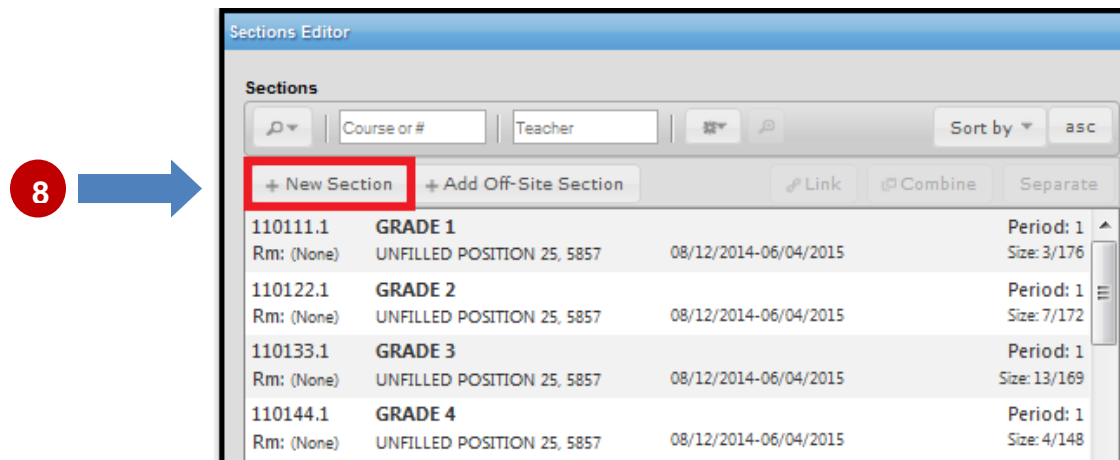 Sections Editor
Sections
Course or # Teacher Sort by asc
8
+ New Section + Add Off-Site Section Link Combine Separate
110111.1 GRADE 1 Period: 1
Rm: (None) UNFILLED POSITION 25, 5857 08/12/2014-06/04/2015 Size: 3/176
110122.1 GRADE 2 Period: 1
Rm: (None) UNFILLED POSITION 25, 5857 08/12/2014-06/04/2015 Size: 7/172
110133.1 GRADE 3 Period: 1
Rm: (None) UNFILLED POSITION 25, 5857 08/12/2014-06/04/2015 Size: 13/169
110144.1 GRADE 4 Period: 1
Rm: (None) UNFILLED POSITION 25, 5857 08/12/2014-06/04/2015 Size: 4/148